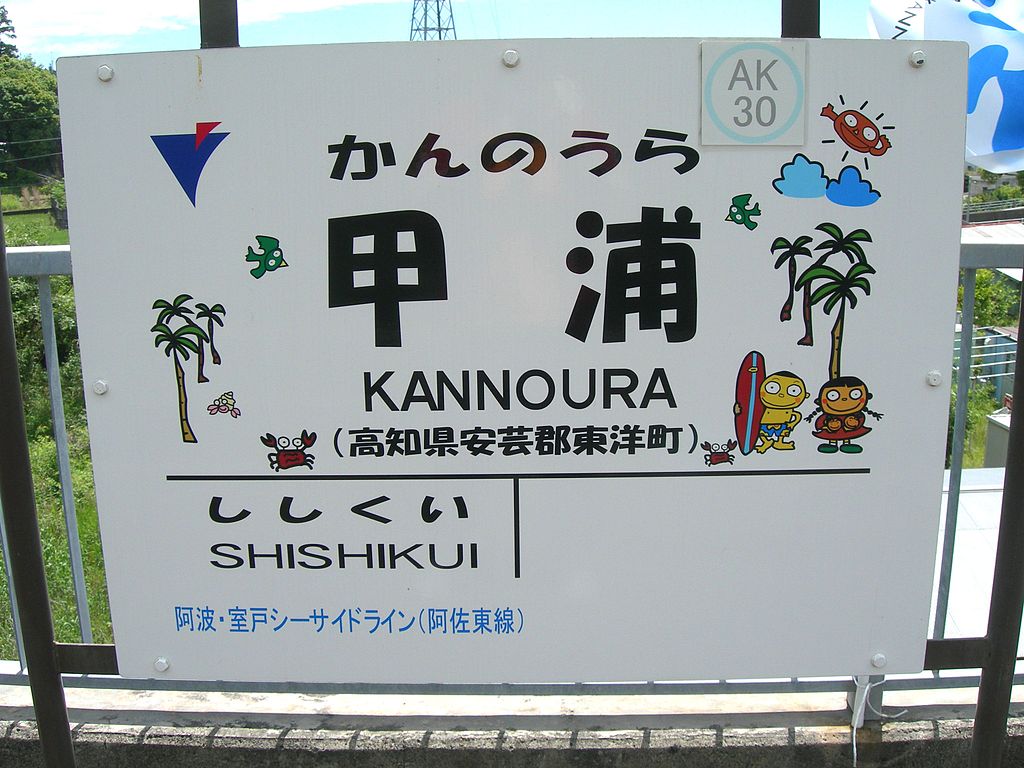 AK
30
かんのうら
甲浦
KANNOURA
(高知県安芸郡東洋町)
ししくい
SHISHIKUI
阿波・室戸シーサイドライン(阿佐東線)